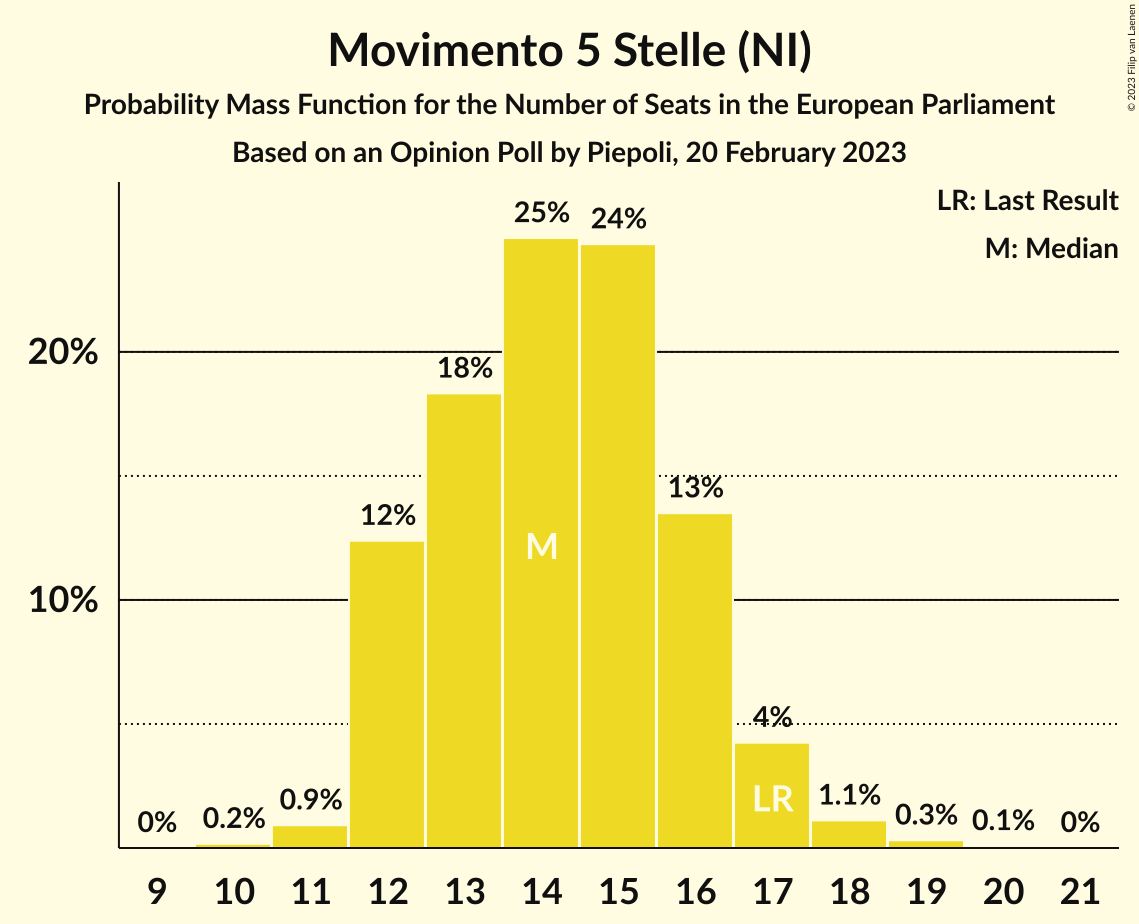 Movimento 5 Stelle (NI)
Probability Mass Function for the Number of Seats in the European Parliament
Based on an Opinion Poll by Piepoli, 20 February 2023
© 2023 Filip van Laenen
LR: Last Result
M: Median
20%
10%
0%
0.2%
0.9%
12%
18%
25%
24%
13%
4%
1.1%
0.3%
0.1%
0%
M
LR
9 10 11 12 13 14 15 16 17 18 19 20 21